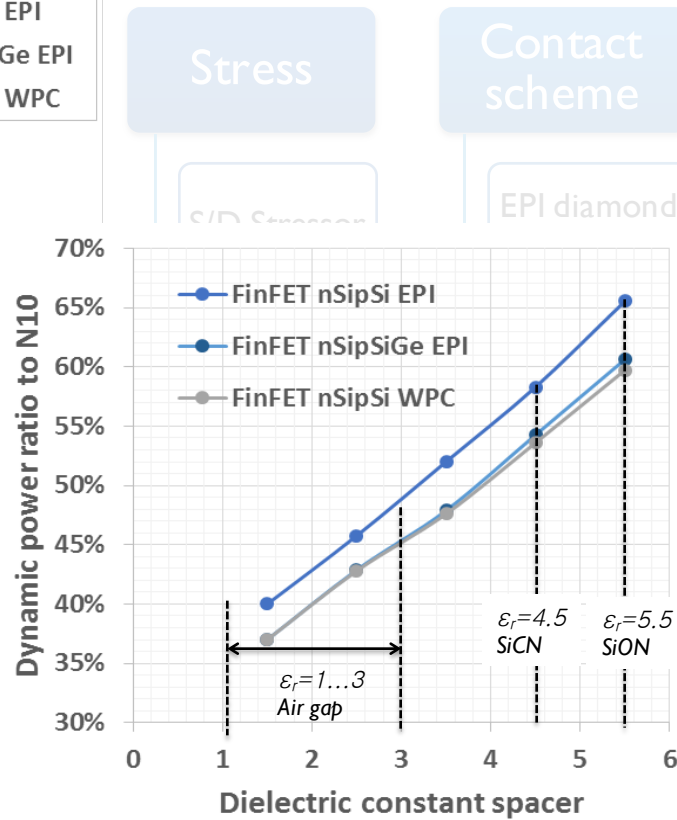 EPI
Ge EPI
WPC
Stress
Contact
scheme
S/D Stressor
EPI diamond
70%
65%
60%
55%
50%
45%
40%
35%
30%
Dynamic power ratio to N10
FinFET nSipSi EPI
FinFET nSipSiGe EPI
FinFET nSipSi WPC
εr=4.5
SiCN
εr=5.5
SiON
εr=1...3
Air gap
0 1 2 3 4 5 6
Dielectric constant spacer